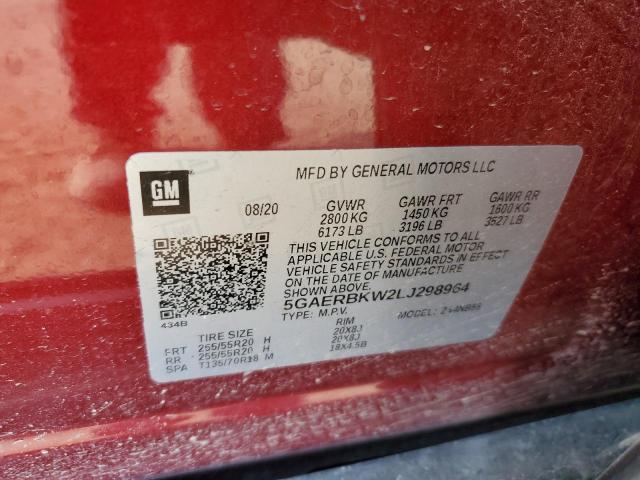 MFD BY GENERAL MOTORS LLC
GM
08/20 GVWR GAWR FRT GAWR RR
2800 KG 1450 KG 1600 KG
6173 LB 3196 LB 3527 LB
THIS VEHICLE CONFORMS TO ALL
APPLICABLE U.S. FEDERAL MOTOR
VEHICLE SAFETY STANDARDS IN EFFECT
ON THE DATE OF MANUFACTURE
SHOWN ABOVE.
5GAERBKW2LJ298964
434B
TYPE: M.P.V. MODEL:
TIRE SIZE RIM
FRT 255/55R20 H 20X8J
RR 255/55R20 H 20X8J
SPA T135/70R18 M 18X4.5B